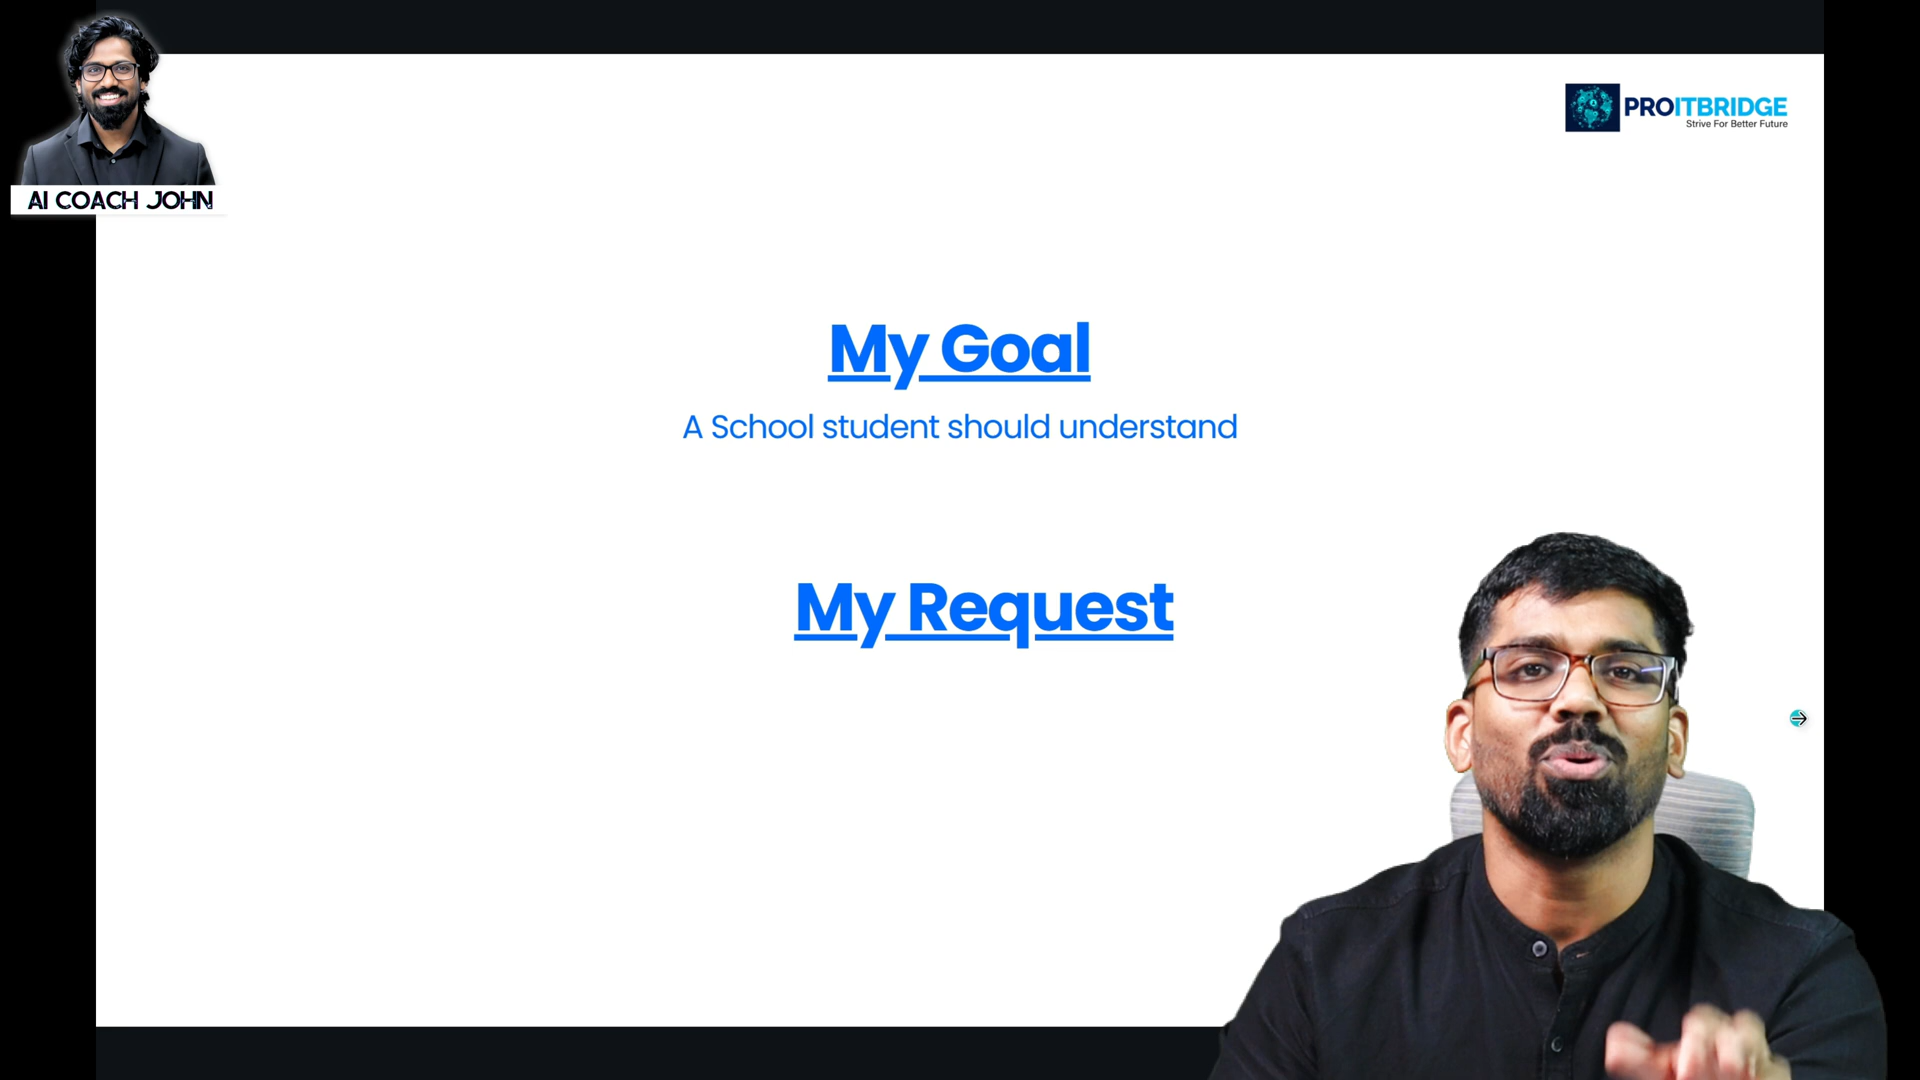 AI COACH JOHN
PROITBRIDGE
Strive For Better Future
My Goal
A School student should understand
My Request